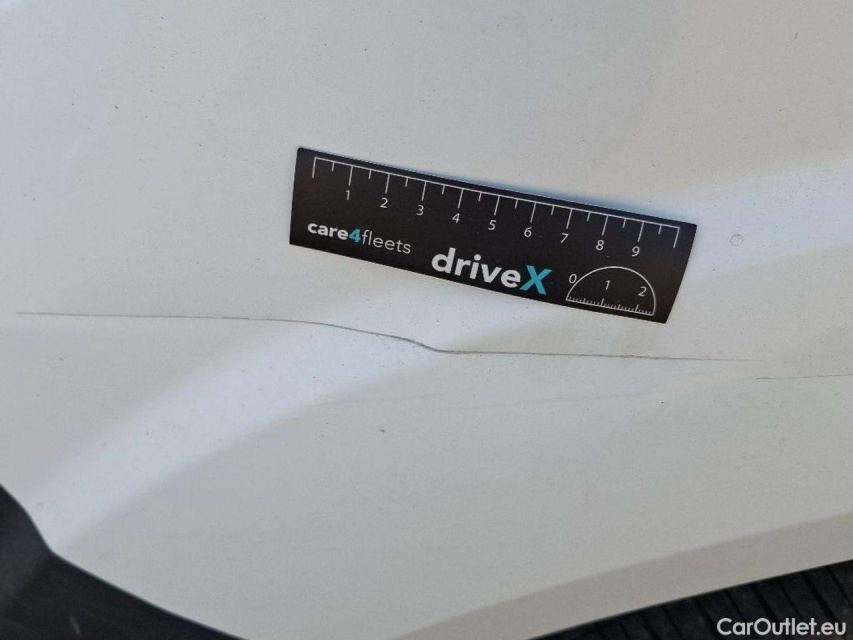 1 2 3 4 5 6 7 8 9
care4fleets
driveX
0 1 2
CarOutlet.eu